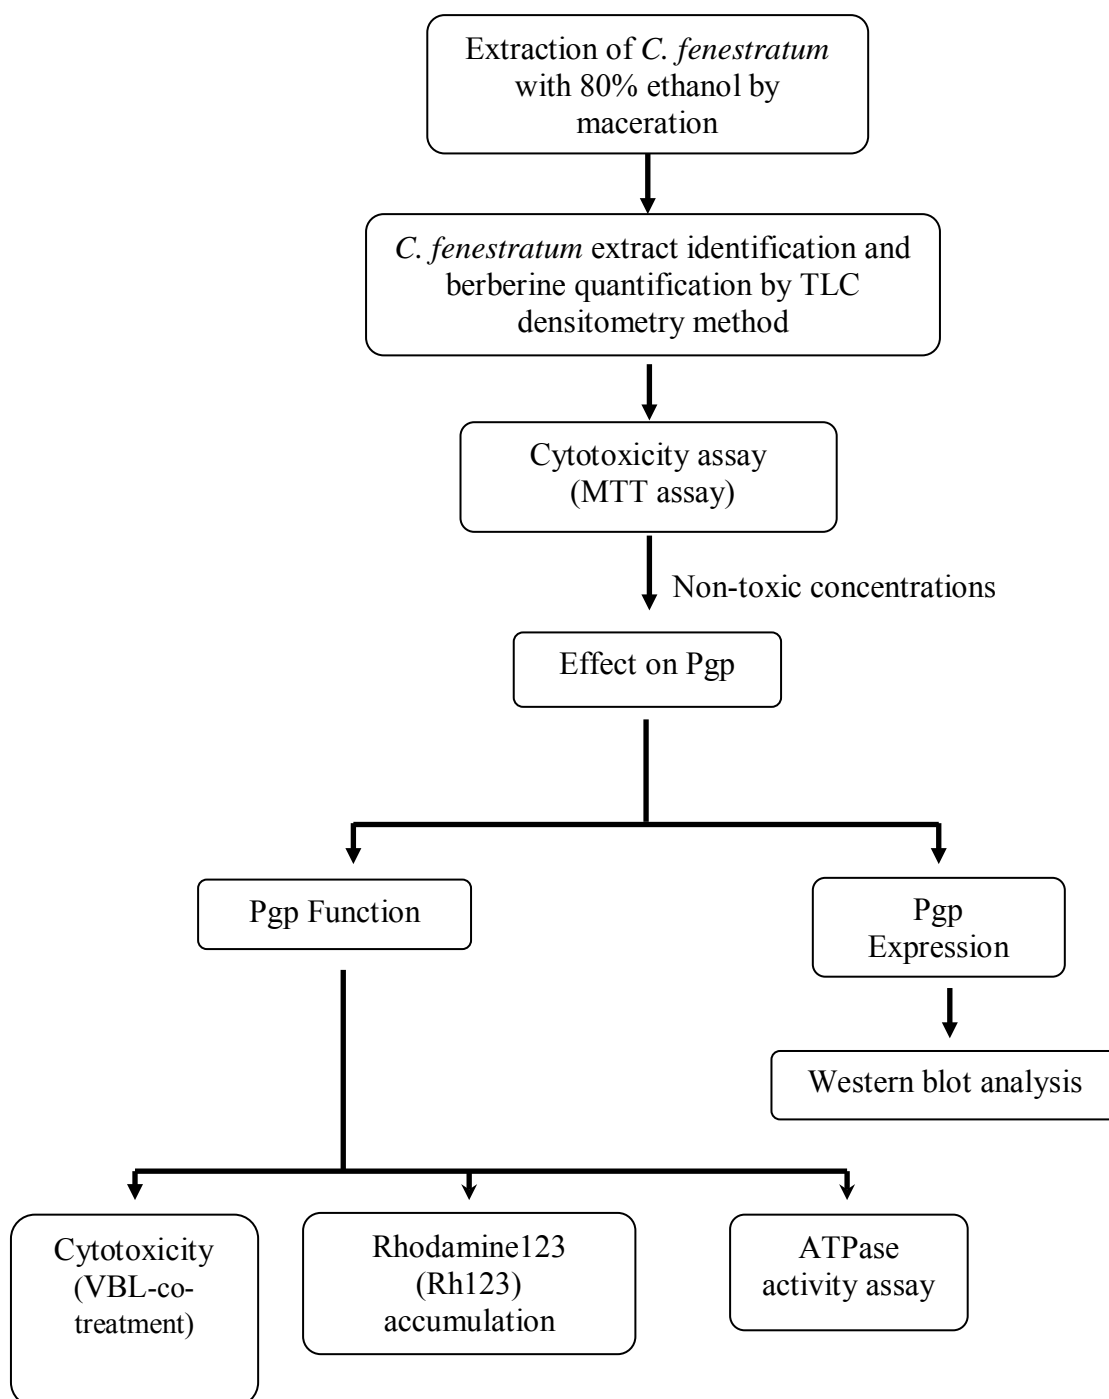 Extraction of C. fenestratum
with 80% ethanol by
maceration
C. fenestratum extract identification and
berberine quantification by TLC
densitometry method
Cytotoxicity assay
(MTT assay)
Non-toxic concentrations
Effect on Pgp
Pgp Function
Pgp
Expression
Western blot analysis
Cytotoxicity
(VBL-co-
treatment)
Rhodamine123
(Rh123)
accumulation
ATPase
activity assay